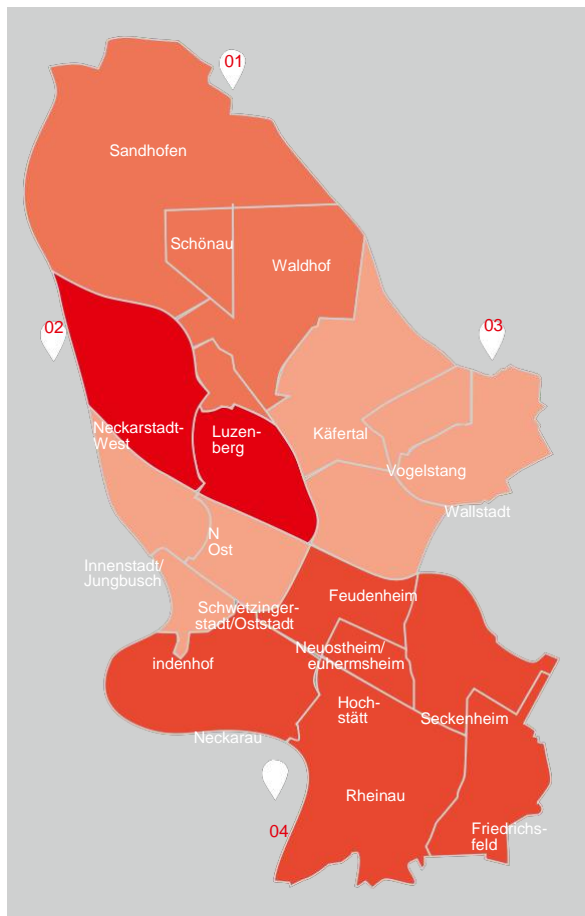 01
Sandhofen
Schönau
Waldhof
02
03
Neckarstadt-
West
Luzen-
berg
Käfertal
Vogelstang
Wallstadt
N
Ost
Innenstadt/
Jungbusch
Feudenheim
Schwetzinger-
stadt/Oststadt
Neuostheim/
euhermsheim
indenhof
Hoch-
stätt
Seckenheim
Neckarau
Rheinau
04
Friedrichs-
feld